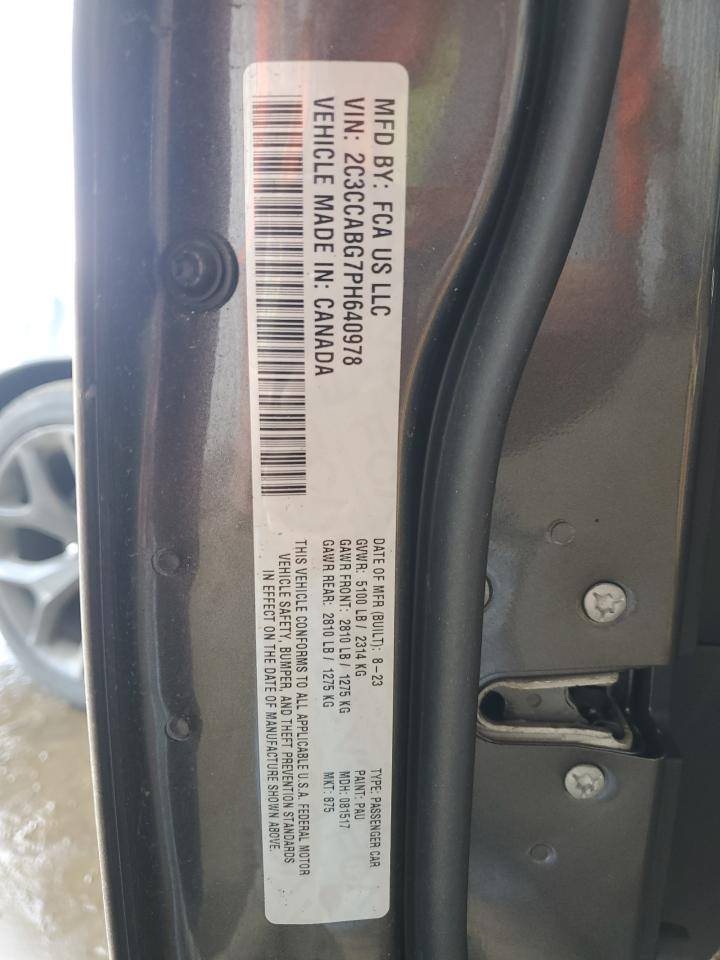 MFD BY: FCA US LLC
VIN: 2C3CCABG7PH640978
VEHICLE MADE IN: CANADA
DATE OF MFR (BUILT): 8-23
GVWR: 5100 LB / 2314 KG
GAWR FRONT: 2810 LB / 1275 KG
GAWR REAR: 2810 LB / 1275 KG
TYPE: PASSENGER CAR
PAINT: PAU
MDH: 081517
MKT: 875
THIS VEHICLE CONFORMS TO ALL APPLICABLE U.S.A. FEDERAL MOTOR
VEHICLE SAFETY, BUMPER, AND THEFT PREVENTION STANDARDS
IN EFFECT ON THE DATE OF MANUFACTURE SHOWN ABOVE.